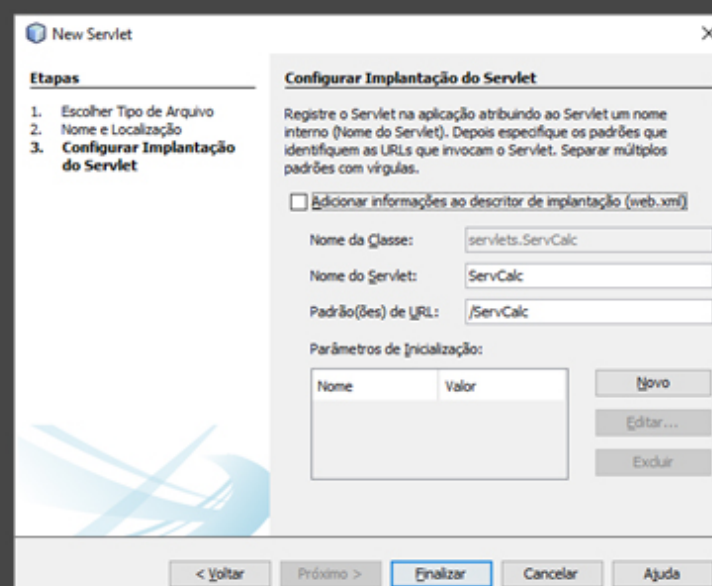 New Servlet
Etapas
1. Escolher Tipo de Arquivo
2. Nome e Localização
3. Configurar Implantação
do Servlet
Configurar Implantação do Servlet
Registre o Servlet na aplicação atribuindo ao Servlet um nome
interno (Nome do Servlet). Depois especifique os padrões que
identifiquem as URLs que invocam o Servlet. Separar múltiplos
padrões com vírgulas.
Adicionar informações ao descritor de implantação (web.xml)
Nome da Classe: servlets.ServCalc
Nome do Servlet: ServCalc
Padrão(ões) de URL: /ServCalc
Parâmetros de Inicialização:
Nome Valor
Novo
Editar...
Excluir
< Voltar Próximo > Finalizar Cancelar Ajuda